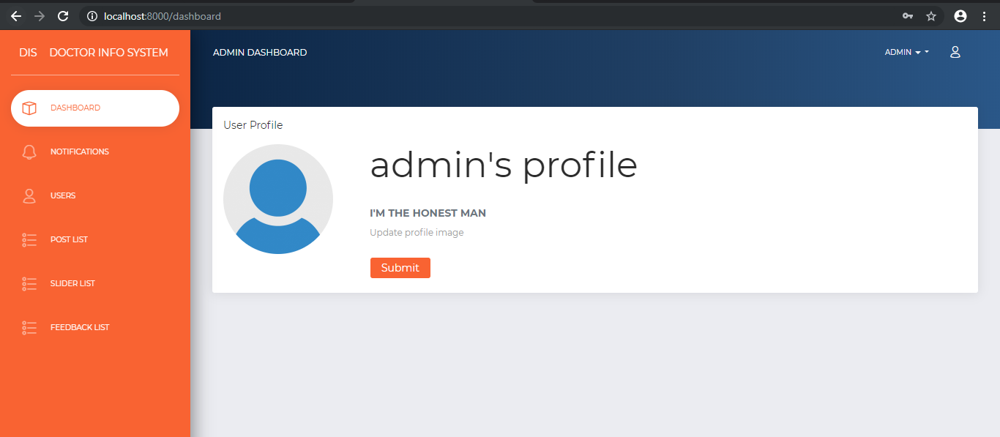 localhost:8000/dashboard
DIS DOCTOR INFO SYSTEM
DASHBOARD
NOTIFICATIONS
USERS
POST LIST
SLIDER LIST
FEEDBACK LIST
ADMIN DASHBOARD
ADMIN
User Profile
admin's profile
I'M THE HONEST MAN
Update profile image
Submit